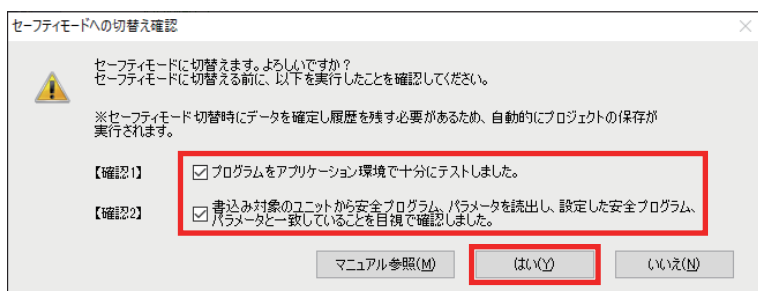 セーフティモードへの切替え確認
セーフティモードに切替えます。よろしいですか？
セーフティモードに切替える前に、以下を実行したことを確認してください。
※セーフティモード切替時にデータを確定し履歴を残す必要があるため、自動的にプロジェクトの保存が
実行されます。
【確認1】 プログラムをアプリケーション環境で十分にテストしました。
【確認2】 書込み対象のユニットから安全プログラム、パラメータを読出し、設定した安全プログラム、
パラメータと一致していることを目視で確認しました。
マニュアル参照(M) はい(Y) いいえ(N)